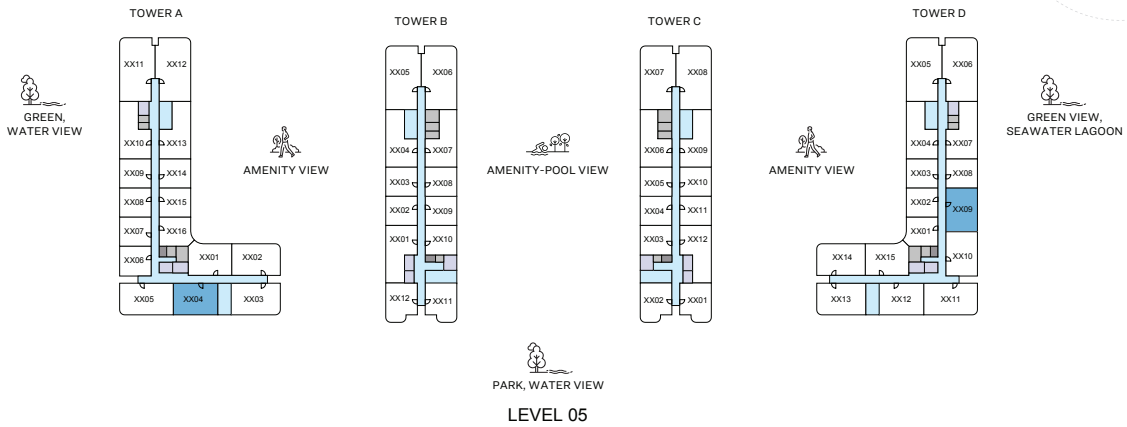 TOWER A
TOWER B
TOWER C
TOWER D
XX11
XX12
XX10
XX13
XX09
XX14
XX08
XX15
XX07
XX16
XX06
XX01
XX02
XX05
XX04
XX03
XX05
XX06
XX04
XX07
XX03
XX08
XX02
XX09
XX01
XX10
XX12
XX11
XX07
XX08
XX06
XX09
XX05
XX10
XX04
XX11
XX03
XX12
XX02
XX01
XX05
XX06
XX04
XX07
XX03
XX08
XX02
XX09
XX01
XX10
XX14
XX15
XX13
XX12
XX11
GREEN,
WATER VIEW
AMENITY VIEW
AMENITY-POOL VIEW
AMENITY VIEW
GREEN VIEW,
SEAWATER LAGOON
PARK, WATER VIEW
LEVEL 05